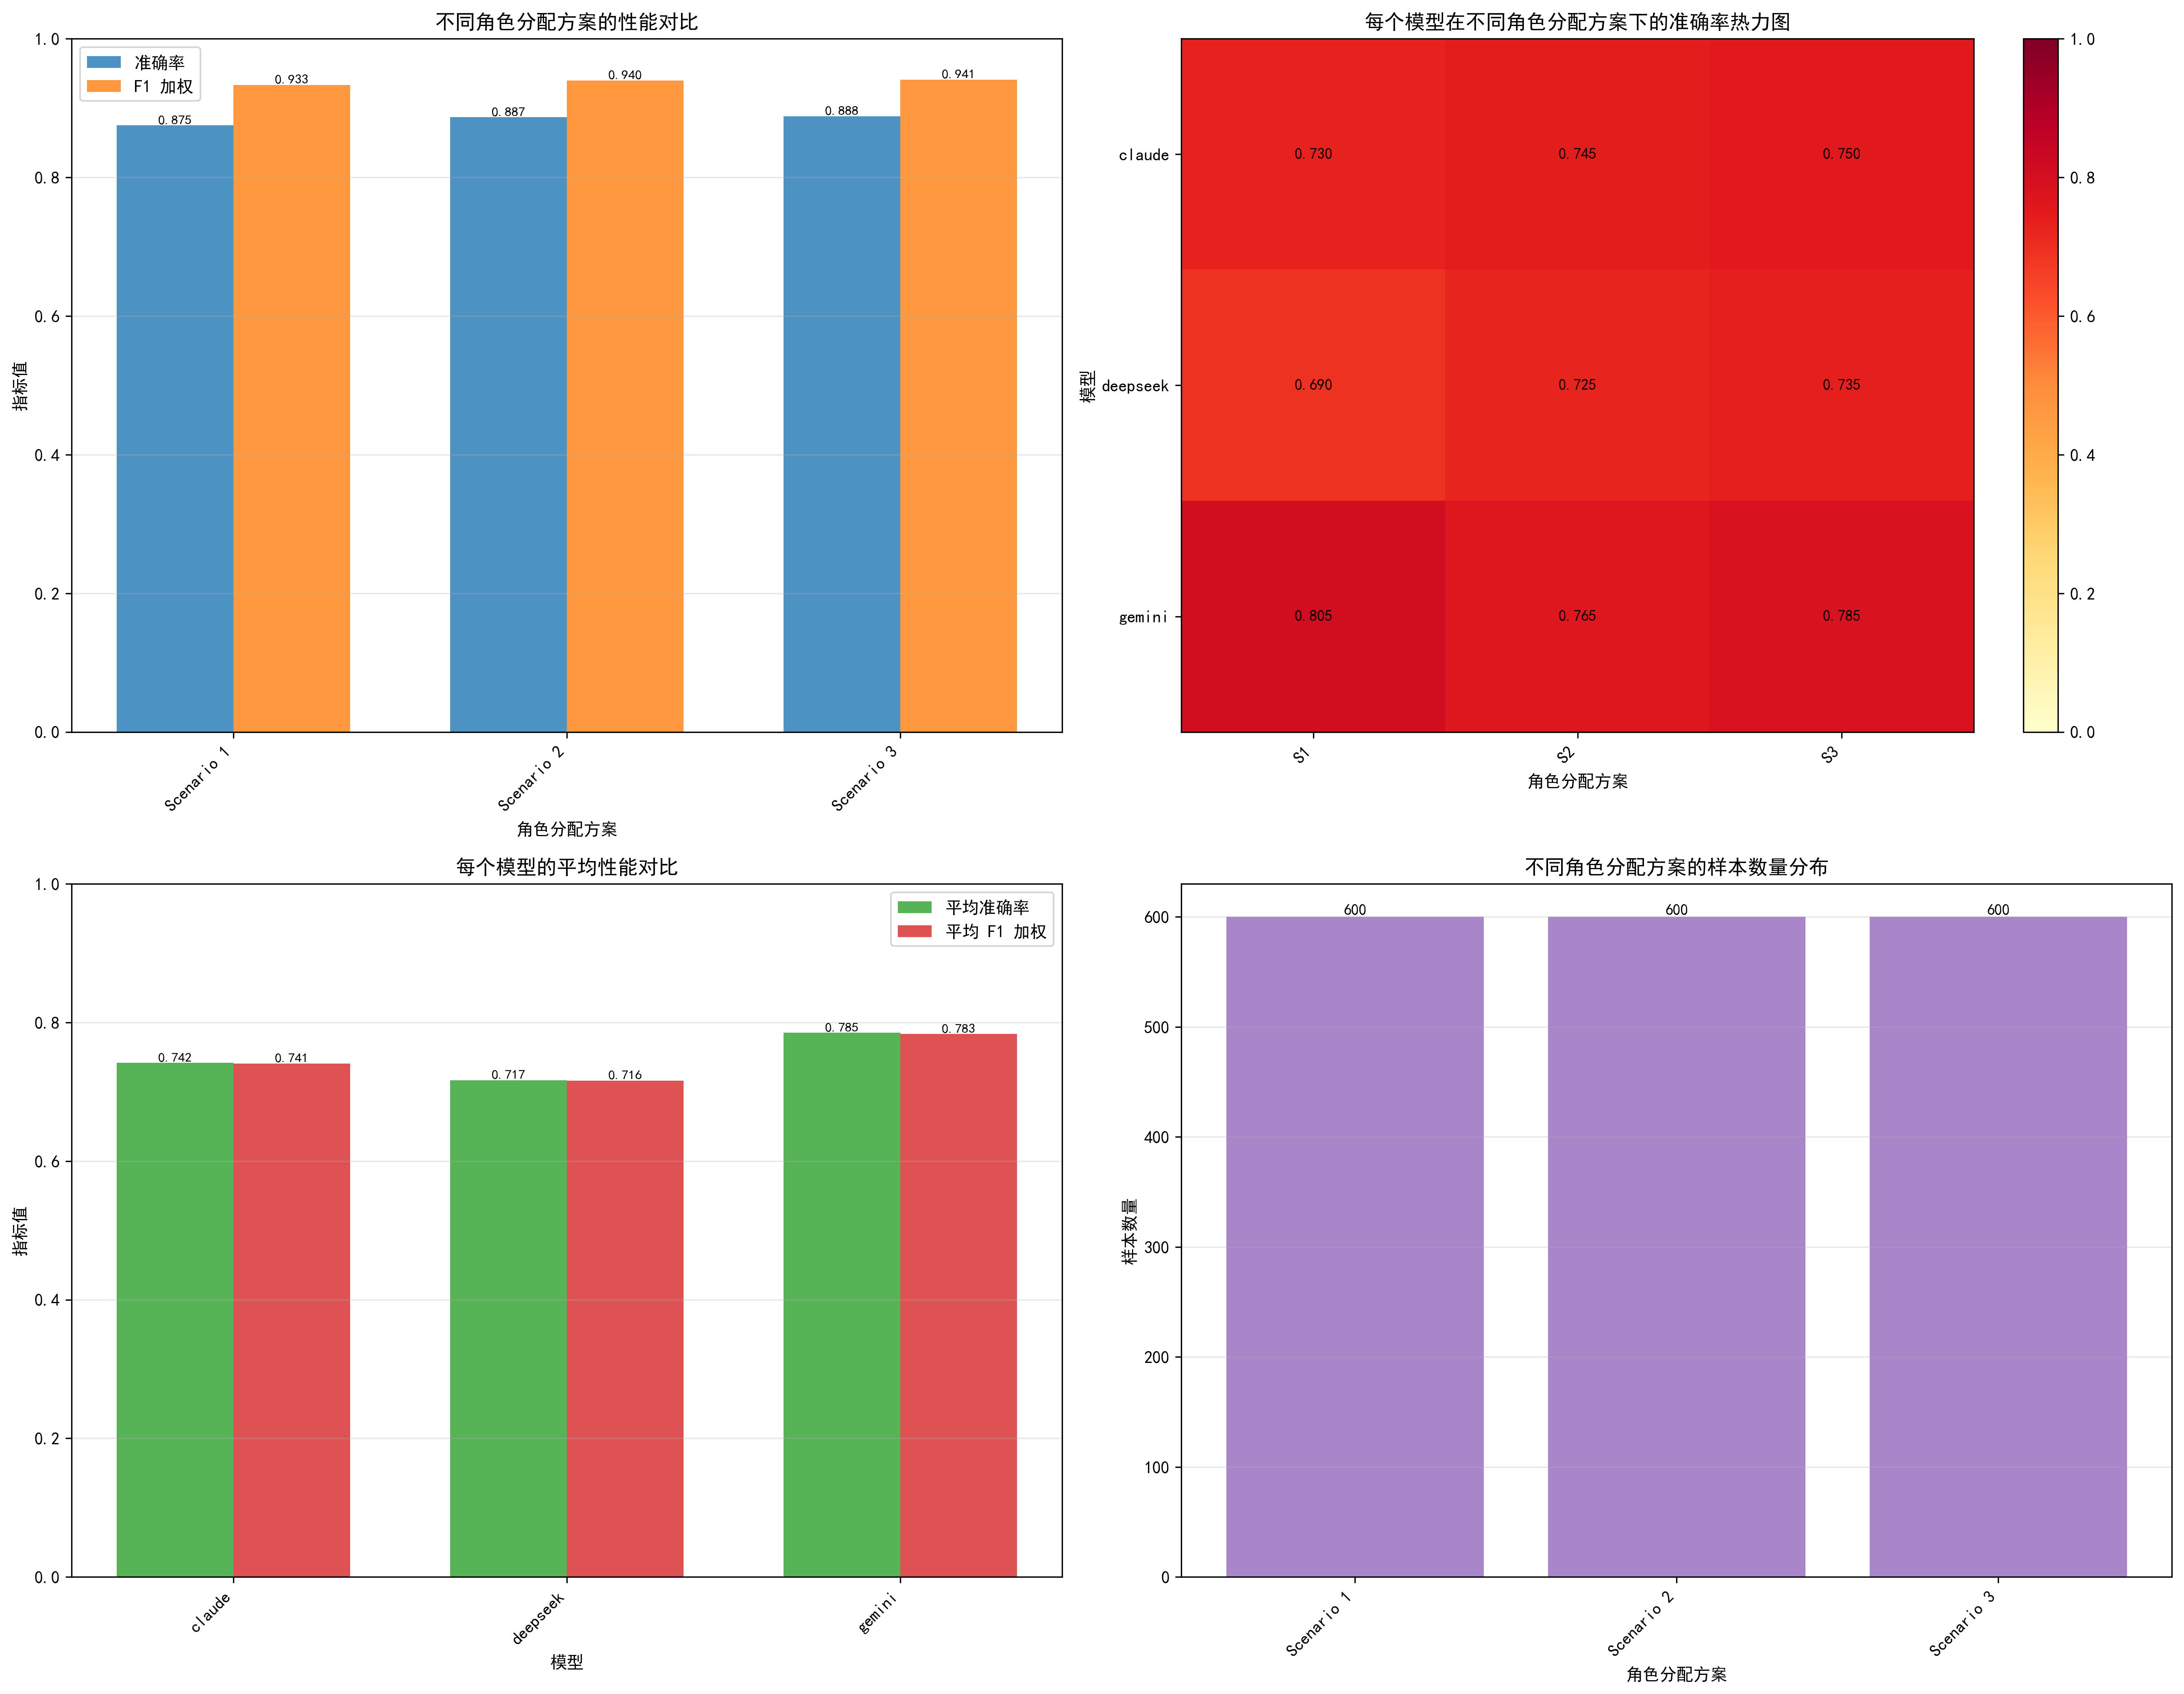 不同角色分配方案的性能对比
准确率
F1 加权
指标值
1.0
0.8
0.6
0.4
0.2
0.0
0.875
0.933
0.887
0.940
0.888
0.941
Scenario 1
Scenario 2
Scenario 3
角色分配方案
每个模型在不同角色分配方案下的准确率热力图
模型
claude
deepseek
gemini
0.730
0.745
0.750
0.690
0.725
0.735
0.805
0.765
0.785
S1
S2
S3
角色分配方案
1.0
0.8
0.6
0.4
0.2
0.0
每个模型的平均性能对比
平均准确率
平均 F1 加权
指标值
1.0
0.8
0.6
0.4
0.2
0.0
0.742
0.741
0.717
0.716
0.785
0.783
claude
deepseek
gemini
模型
不同角色分配方案的样本数量分布
样本数量
600
500
400
300
200
100
0
600
600
600
Scenario 1
Scenario 2
Scenario 3
角色分配方案